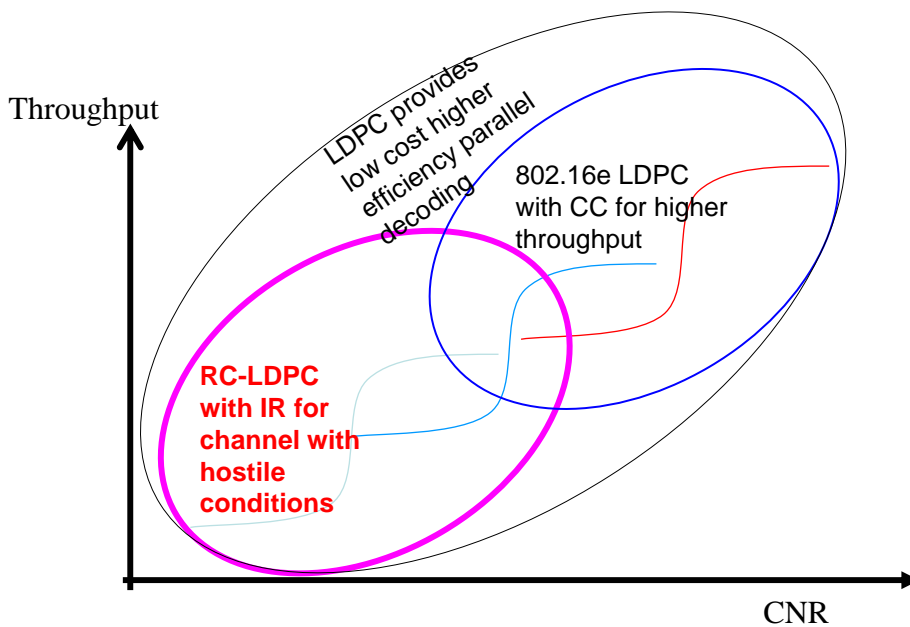 Throughput
LDPC provides
low cost higher
efficiency parallel
decoding
802.16e LDPC
with CC for higher
throughput
RC-LDPC
with IR for
channel with
hostile
conditions
CNR